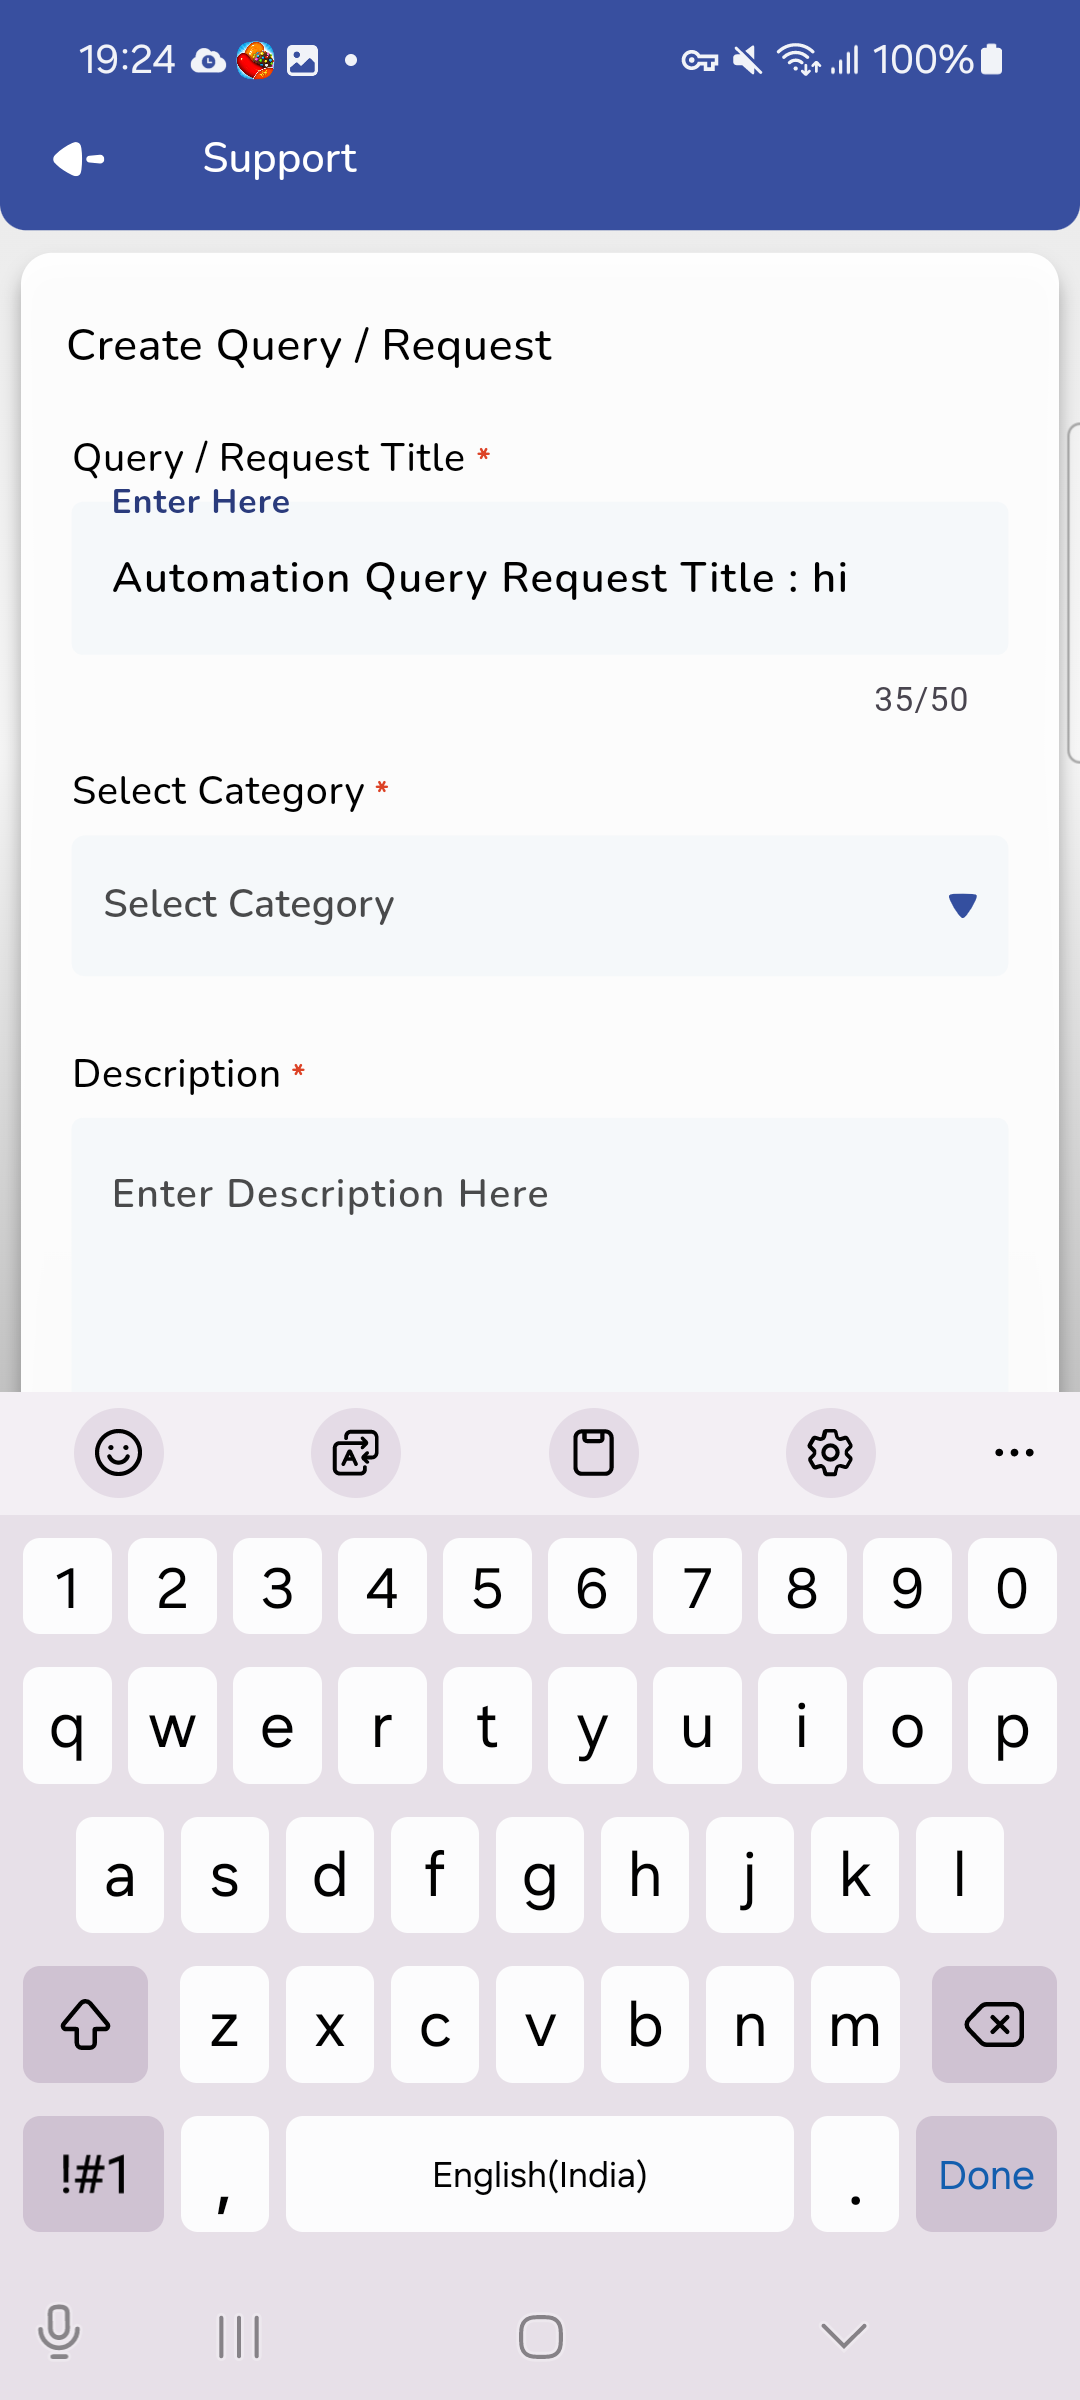 19:24
100%
Support
Create Query / Request
Query / Request Title *
Enter Here
Automation Query Request Title : hi
35/50
Select Category *
Select Category
Description *
Enter Description Here
1 2 3 4 5 6 7 8 9 0
q w e r t y u i o p
a s d f g h j k l
z x c v b n m
!#1 , English(India) . Done